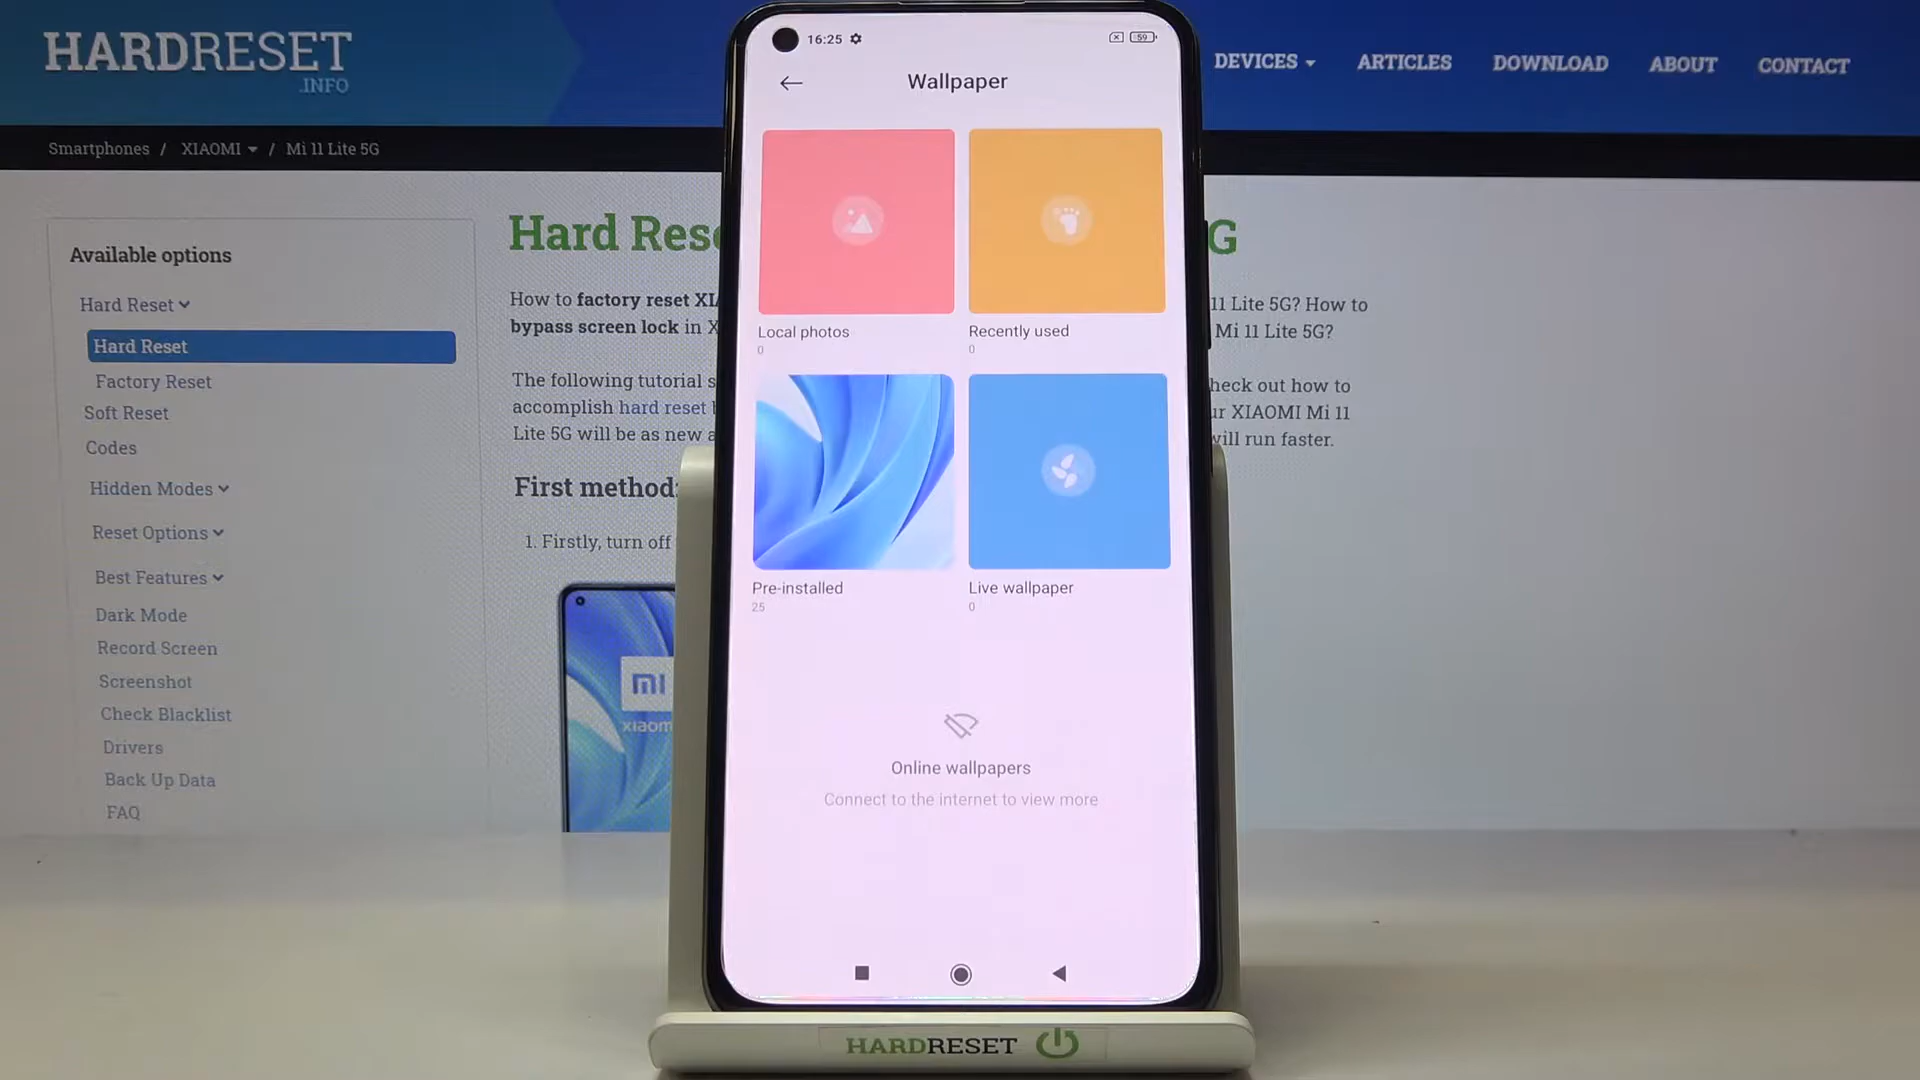 HARDRESET
.INFO
DEVICES
ARTICLES
DOWNLOAD
ABOUT
CONTACT
Smartphones / XIAOMI / Mi 11 Lite 5G
Available options
Hard Reset
Hard Reset
Factory Reset
Soft Reset
Codes
Hidden Modes
Reset Options
Best Features
Dark Mode
Record Screen
Screenshot
Check Blacklist
Drivers
Back Up Data
FAQ
Hard Res
G
How to factory reset XI
11 Lite 5G? How to
bypass screen lock in X
Mi 11 Lite 5G?
The following tutorial s
heck out how to
accomplish hard reset
ur XIAOMI Mi 11
Lite 5G will be as new a
will run faster.
First method:
1. Firstly, turn off
MI
xiaom
16:25
59
Wallpaper
Local photos
0
Recently used
0
Pre-installed
25
Live wallpaper
0
Online wallpapers
Connect to the internet to view more
HARDRESET